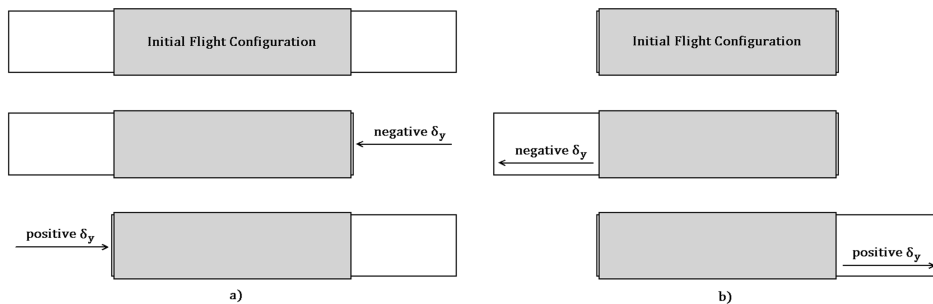 Initial Flight Configuration
Initial Flight Configuration
negative δy
negative δy
positive δy
positive δy
a)
b)